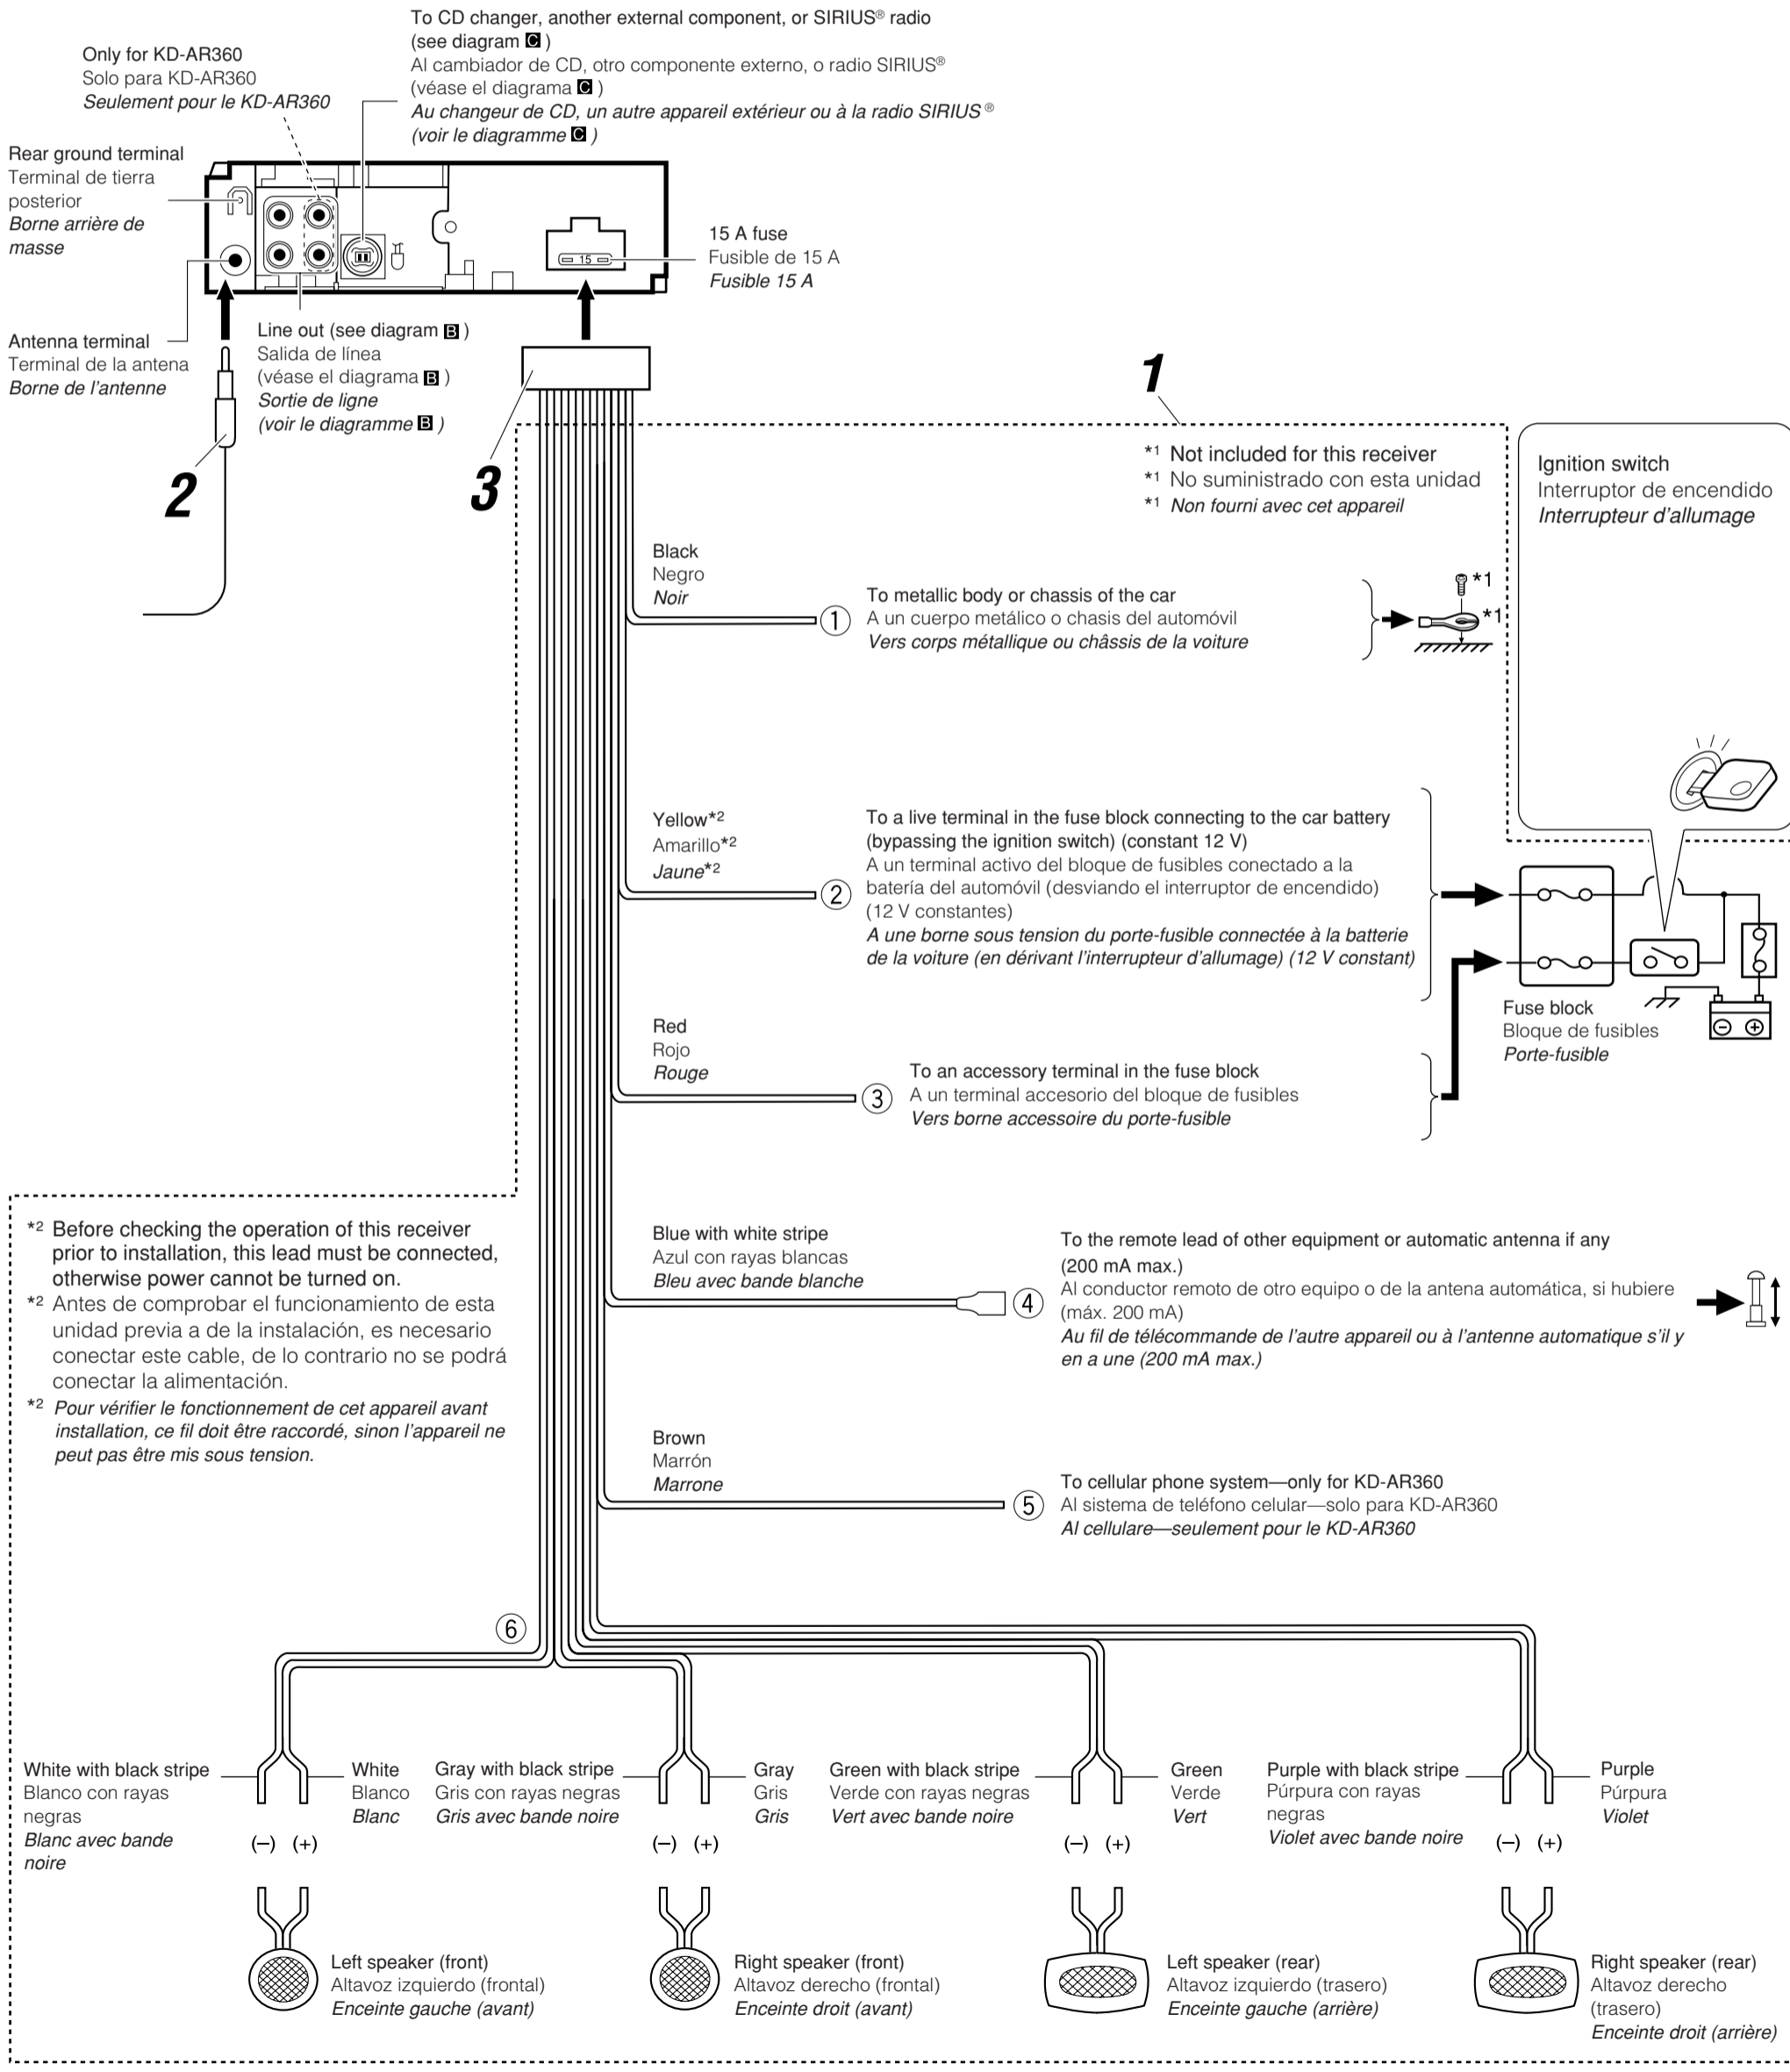 To CD changer, another external component, or SIRIUS® radio
(see diagram C )
Al cambiador de CD, otro componente externo, o radio SIRIUS®
(véase el diagrama C )
Au changeur de CD, un autre appareil extérieur ou à la radio SIRIUS ®
(voir le diagramme C )
Only for KD-AR360
Solo para KD-AR360
Seulement pour le KD-AR360
Rear ground terminal
Terminal de tierra
posterior
Borne arrière de
masse
15
15 A fuse
Fusible de 15 A
Fusible 15 A
Antenna terminal
Terminal de la antena
Borne de l'antenne
Line out (see diagram B )
Salida de línea
(véase el diagrama B )
Sortie de ligne
(voir le diagramme B )
1
2
3
*1 Not included for this receiver
*1 No suministrado con esta unidad
*1 Non fourni avec cet appareil
Ignition switch
Interruptor de encendido
Interrupteur d'allumage
Black
Negro
Noir
①
To metallic body or chassis of the car
A un cuerpo metálico o chasis del automóvil
Vers corps métallique ou châssis de la voiture
*1
*1
Yellow*2
Amarillo*2
Jaune*2
②
To a live terminal in the fuse block connecting to the car battery
(bypassing the ignition switch) (constant 12 V)
A un terminal activo del bloque de fusibles conectado a la
batería del automóvil (desviando el interruptor de encendido)
(12 V constantes)
A une borne sous tension du porte-fusible connectée à la batterie
de la voiture (en dérivant l'interrupteur d'allumage) (12 V constant)
Fuse block
Bloque de fusibles
Porte-fusible
Red
Rojo
Rouge
③
To an accessory terminal in the fuse block
A un terminal accesorio del bloque de fusibles
Vers borne accessoire du porte-fusible
*2 Before checking the operation of this receiver
prior to installation, this lead must be connected,
otherwise power cannot be turned on.
*2 Antes de comprobar el funcionamiento de esta
unidad previa a de la instalación, es necesario
conectar este cable, de lo contrario no se podrá
conectar la alimentación.
*2 Pour vérifier le fonctionnement de cet appareil avant
installation, ce fil doit être raccordé, sinon l'appareil ne
peut pas être mis sous tension.
Blue with white stripe
Azul con rayas blancas
Bleu avec bande blanche
④
To the remote lead of other equipment or automatic antenna if any
(200 mA max.)
Al conductor remoto de otro equipo o de la antena automática, si hubiere
(máx. 200 mA)
Au fil de télécommande de l'autre appareil ou à l'antenne automatique s'il y
en a une (200 mA max.)
Brown
Marrón
Marrone
⑤
To cellular phone system—only for KD-AR360
Al sistema de teléfono celular—solo para KD-AR360
Al cellulare—seulement pour le KD-AR360
⑥
White with black stripe
Blanco con rayas
negras
Blanc avec bande
noire
White
Blanco
Blanc
Gray with black stripe
Gris con rayas negras
Gris avec bande noire
Gray
Gris
Gris
Green with black stripe
Verde con rayas negras
Vert avec bande noire
Green
Verde
Vert
Purple with black stripe
Púrpura con rayas
negras
Violet avec bande noire
Purple
Púrpura
Violet
(–) (+)
(–) (+)
(–) (+)
(–) (+)
Left speaker (front)
Altavoz izquierdo (frontal)
Enceinte gauche (avant)
Right speaker (front)
Altavoz derecho (frontal)
Enceinte droit (avant)
Left speaker (rear)
Altavoz izquierdo (trasero)
Enceinte gauche (arrière)
Right speaker (rear)
Altavoz derecho
(trasero)
Enceinte droit (arrière)